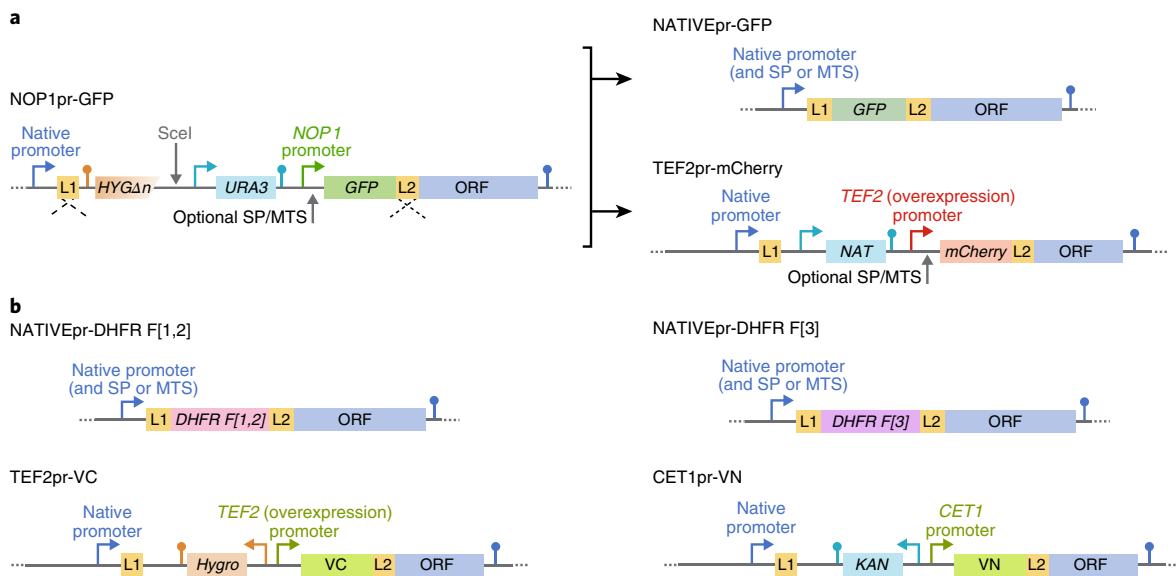 a
NOP1pr-GFP
Native
promoter
SceI
NOP1
promoter
L1
HYGΔn
URA3
GFP
L2
ORF
Optional SP/MTS
NATIVEpr-GFP
Native promoter
(and SP or MTS)
L1
GFP
L2
ORF
TEF2pr-mCherry
Native
promoter
TEF2 (overexpression)
promoter
L1
NAT
mCherry
L2
ORF
Optional SP/MTS
b
NATIVEpr-DHFR F[1,2]
Native promoter
(and SP or MTS)
L1
DHFR F[1,2]
L2
ORF
NATIVEpr-DHFR F[3]
Native promoter
(and SP or MTS)
L1
DHFR F[3]
L2
ORF
TEF2pr-VC
Native
promoter
TEF2 (overexpression)
promoter
L1
Hygro
VC
L2
ORF
CET1pr-VN
Native
promoter
CET1
promoter
L1
KAN
VN
L2
ORF